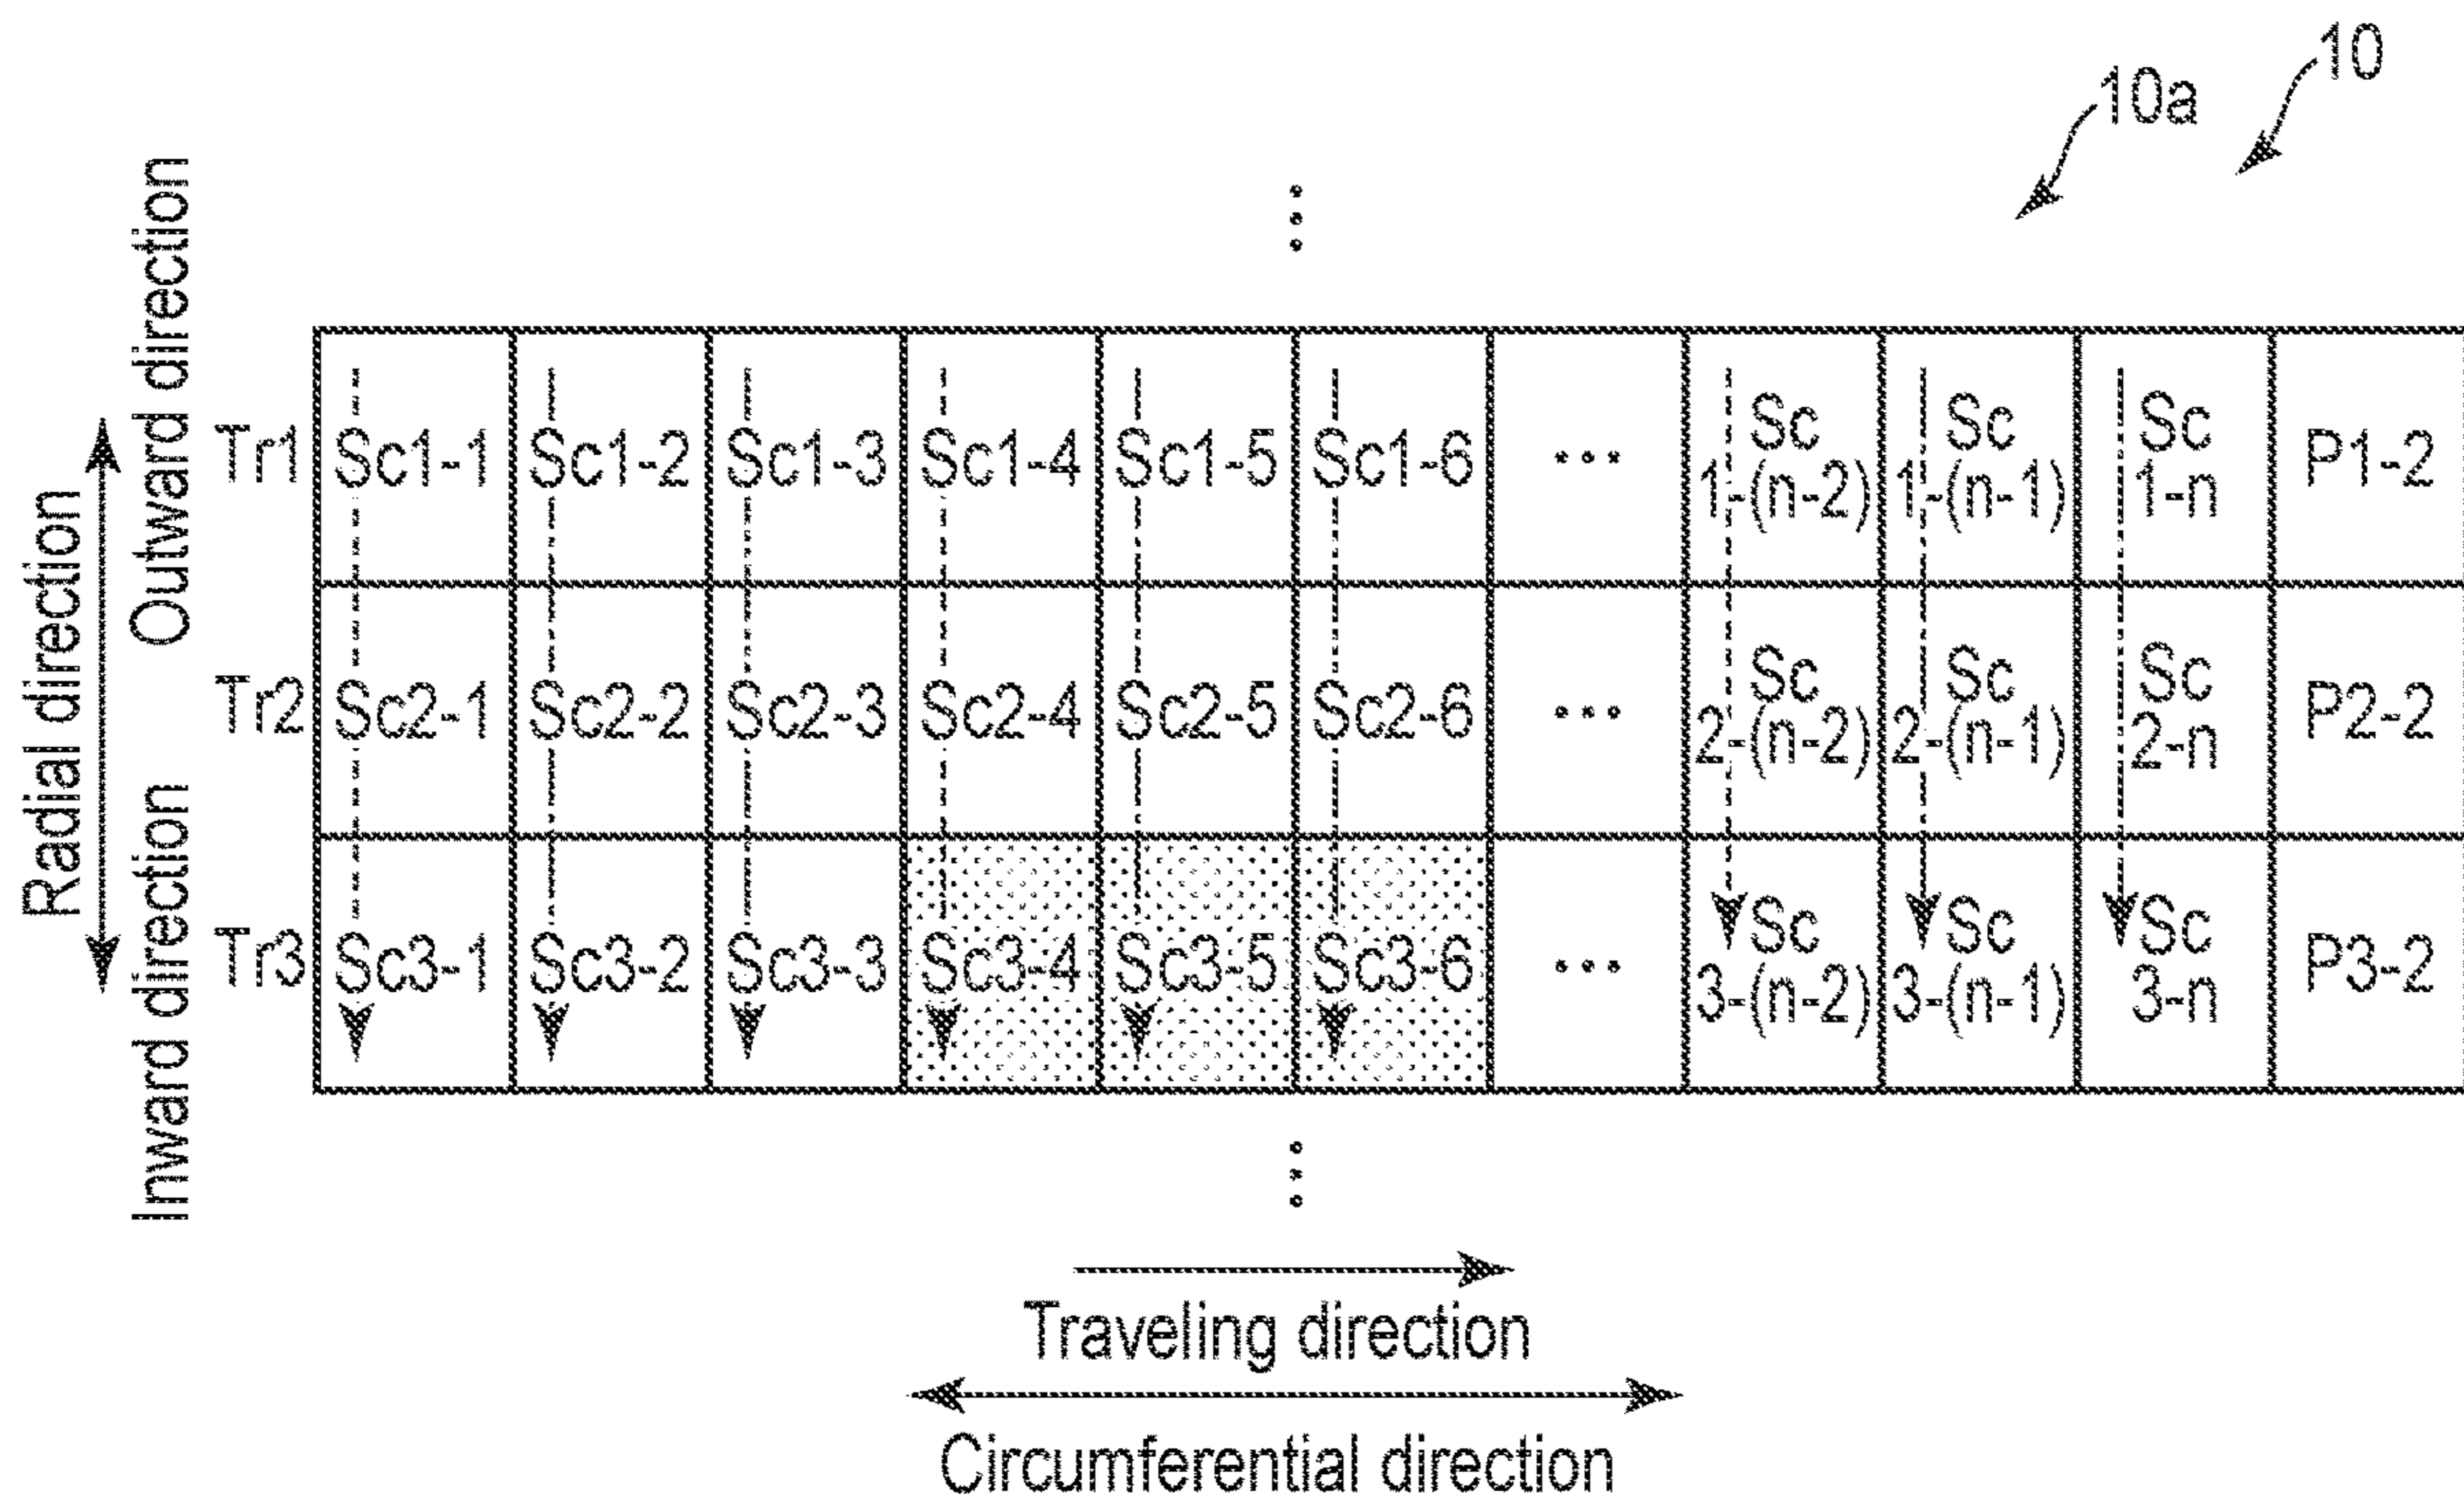 10
10a
Radial direction
Outward direction
Inward direction
Tr1 Sc1-1 Sc1-2 Sc1-3 Sc1-4 Sc1-5 Sc1-6 ... Sc 1-(n-2) Sc 1-(n-1) Sc 1-n P1-2
Tr2 Sc2-1 Sc2-2 Sc2-3 Sc2-4 Sc2-5 Sc2-6 ... Sc 2-(n-2) Sc 2-(n-1) Sc 2-n P2-2
Tr3 Sc3-1 Sc3-2 Sc3-3 Sc3-4 Sc3-5 Sc3-6 ... Sc 3-(n-2) Sc 3-(n-1) Sc 3-n P3-2
Traveling direction
Circumferential direction